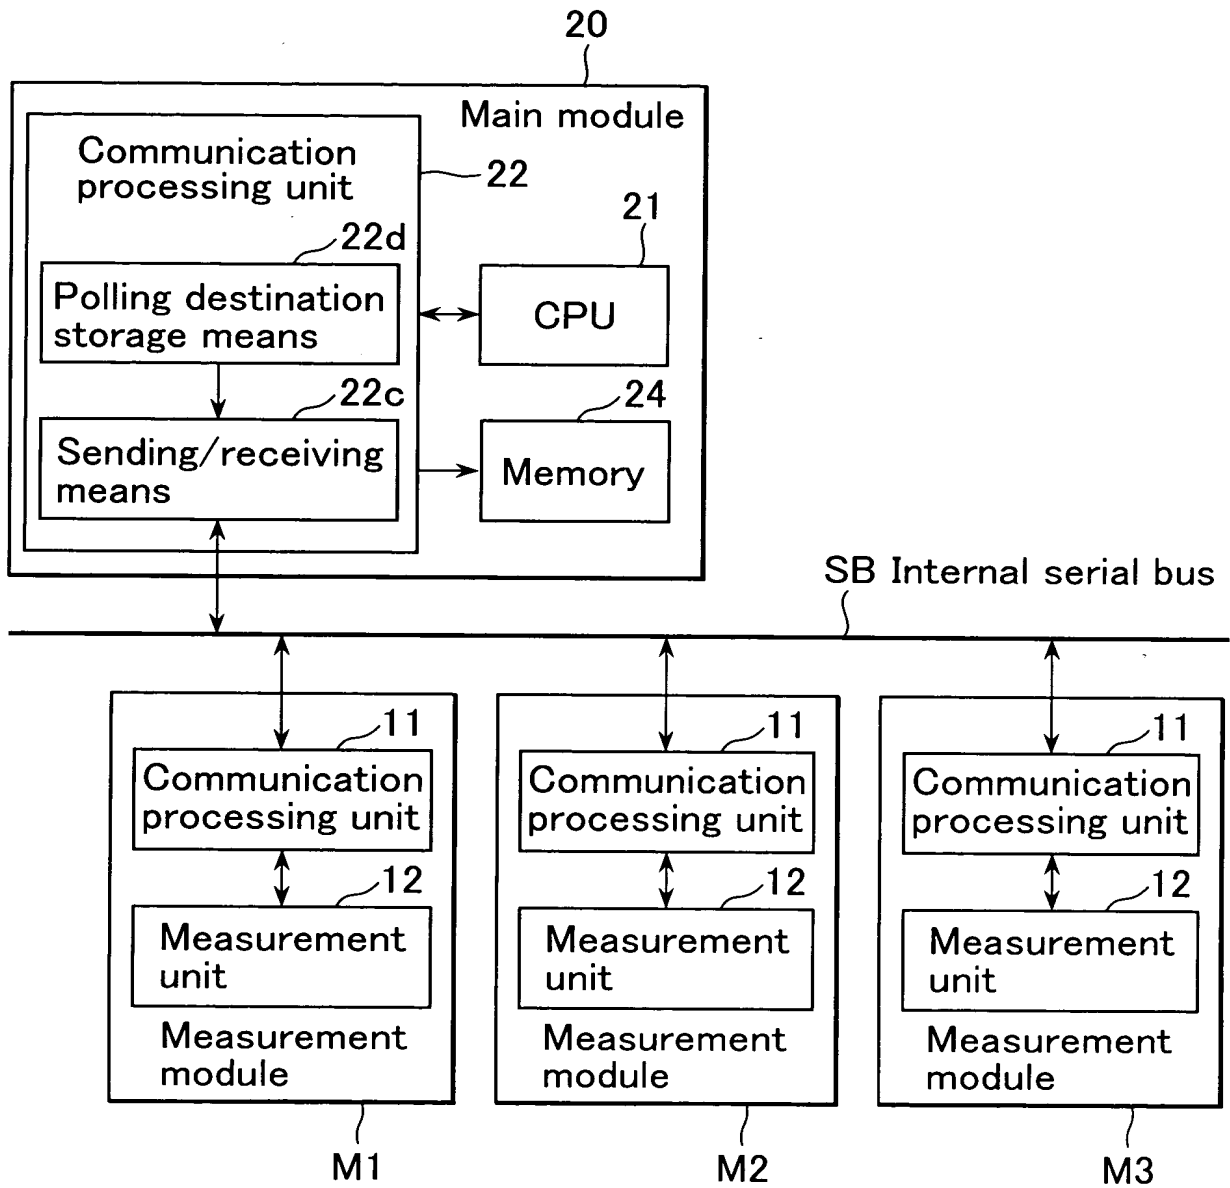 20
Main module
Communication
processing unit
22
21
22d
Polling destination
storage means
CPU
22c
24
Sending/receiving
means
Memory
SB Internal serial bus
11
Communication
processing unit
12
Measurement
unit
Measurement
module
M1
11
Communication
processing unit
12
Measurement
unit
Measurement
module
M2
11
Communication
processing unit
12
Measurement
unit
Measurement
module
M3